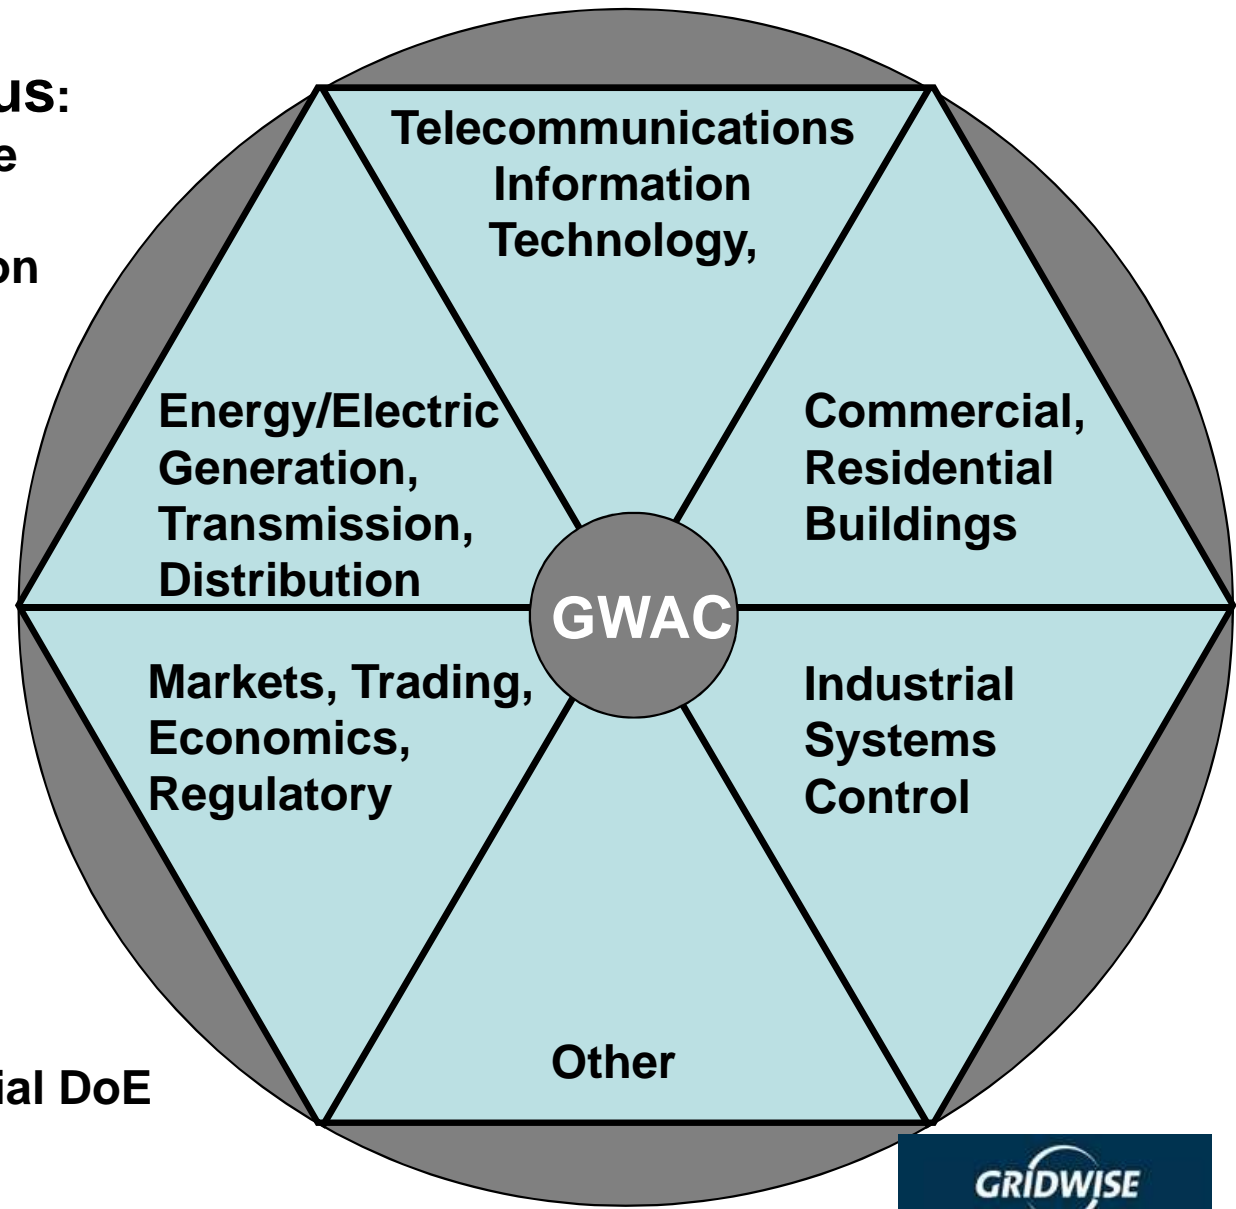 us:
e
on
Telecommunications
Information
Technology,
Energy/Electric
Generation,
Transmission,
Distribution
Commercial,
Residential
Buildings
GWAC
Markets, Trading,
Economics,
Regulatory
Industrial
Systems
Control
Other
ial DoE
GRIDWISE